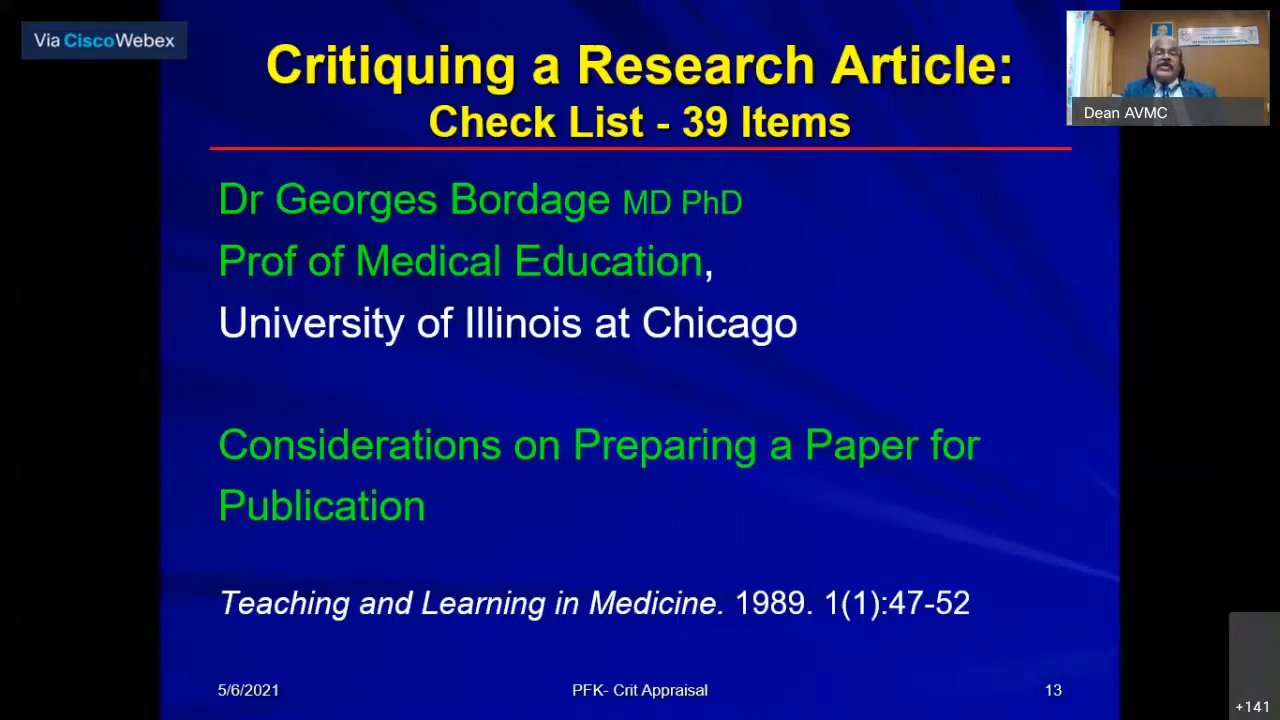 Via CiscoWebex
Critiquing a Research Article:
Check List - 39 Items
Dean AVMC
Dr Georges Bordage MD PhD
Prof of Medical Education,
University of Illinois at Chicago
Considerations on Preparing a Paper for
Publication
Teaching and Learning in Medicine. 1989. 1(1):47-52
5/6/2021
PFK- Crit Appraisal
13
+141